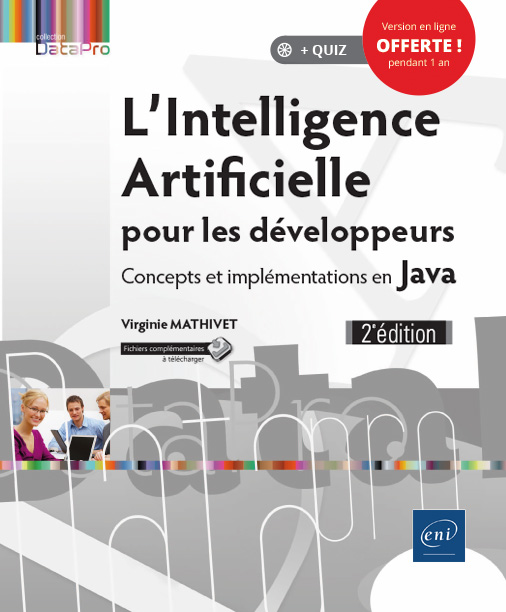 collection
DataPro
+ QUIZ
Version en ligne
OFFERTE !
pendant 1 an
L'Intelligence
Artificielle
pour les développeurs
Concepts et implémentations en Java
Virginie MATHIVET
2e édition
Fichiers complémentaires
à télécharger
DataPro
eni